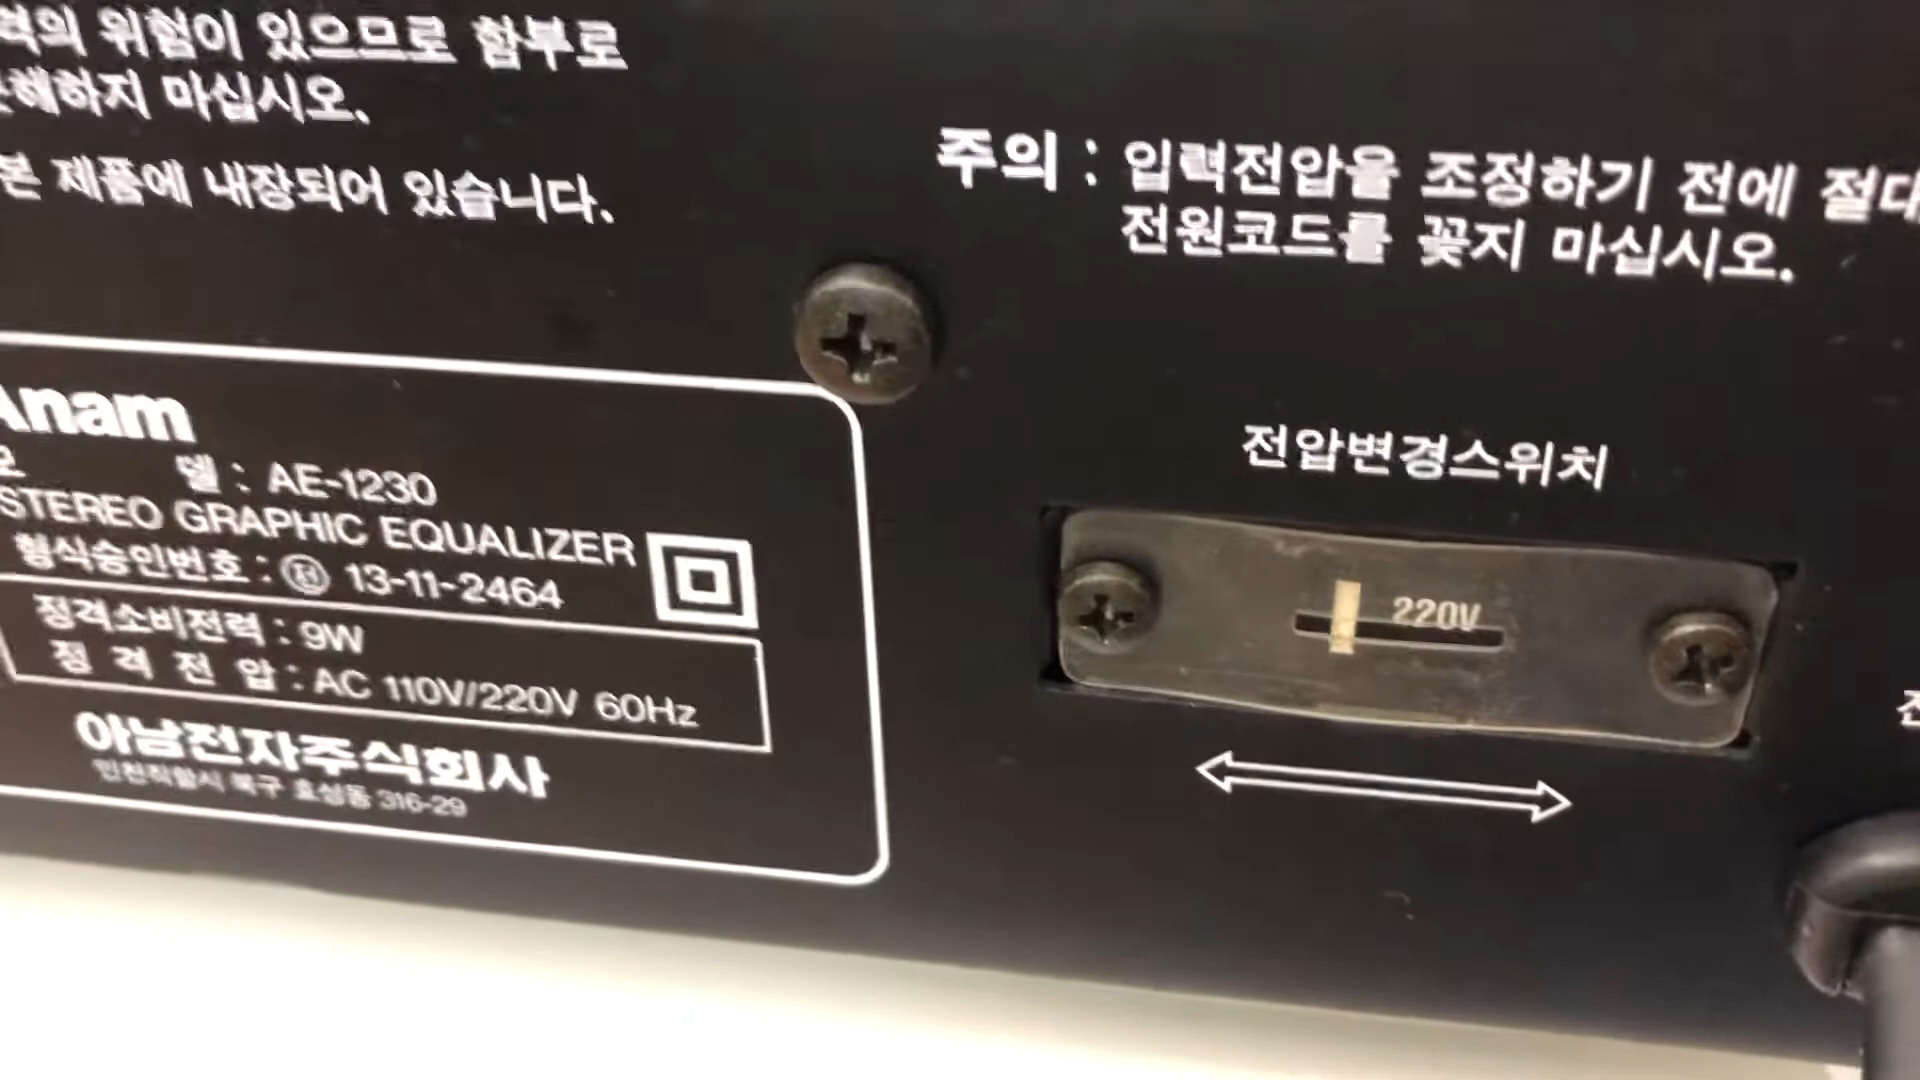 위험이 있으므로 함부로
하지 마십시오.
본 제품에 내장되어 있습니다.
Anam
델 : AE-1230
STEREO GRAPHIC EQUALIZER
형식승인번호 : 전 13-11-2464
정격소비전력 : 9W
정 격 전 압 : AC 110V/220V 60Hz
아남전자주식회사
인천직할시 북구 효성동 316-29
주의 : 입력전압을 조정하기 전에
전원코드를 꽂지 마십시오.
전압변경스위치
220V